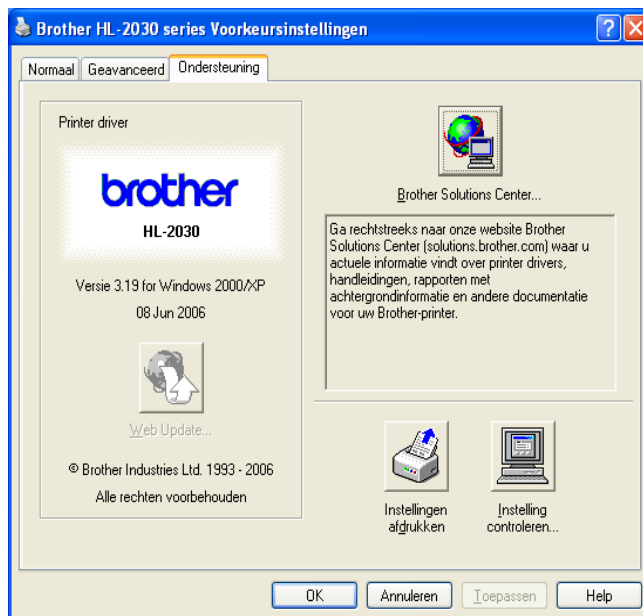 Brother HL-2030 series Voorkeursinstellingen
Normaal
Geavanceerd
Ondersteuning
Printer driver
brother
HL-2030
Versie 3.19 for Windows 2000/XP
08 Jun 2006
Web Update...
© Brother Industries Ltd. 1993 - 2006
Alle rechten voorbehouden
Brother Solutions Center...
Ga rechtstreeks naar onze website Brother
Solutions Center (solutions.brother.com) waar u
actuele informatie vindt over printer drivers,
handleidingen, rapporten met
achtergrondinformatie en andere documentatie
voor uw Brother-printer.
Instellingen
afdrukken
Instelling
controleren...
OK
Annuleren
Toepassen
Help